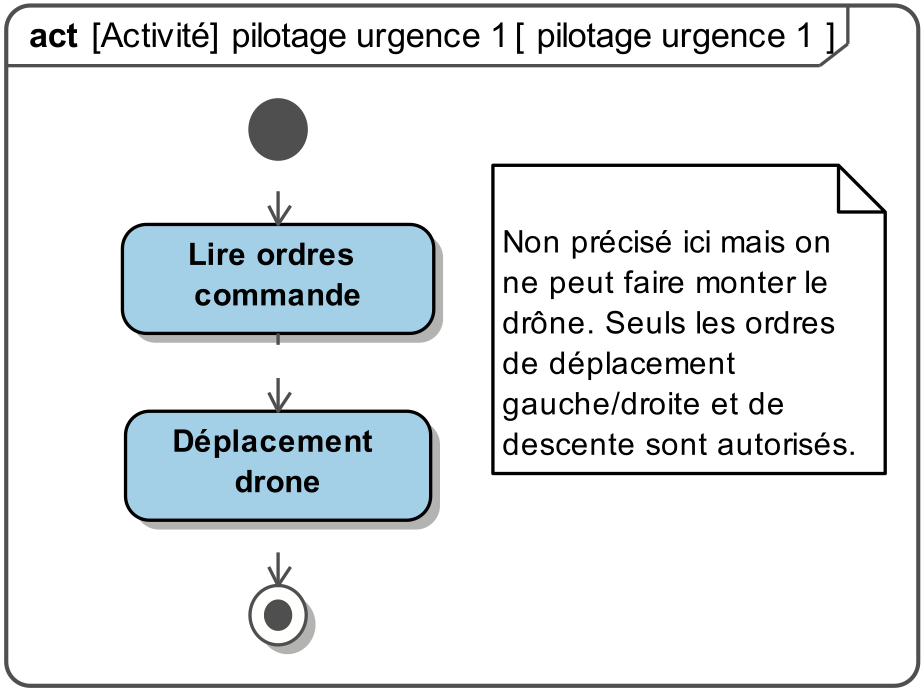 act [Activité] pilotage urgence 1 [ pilotage urgence 1 ]
Lire ordres
commande
Non précisé ici mais on
ne peut faire monter le
drône. Seuls les ordres
de déplacement
gauche/droite et de
descente sont autorisés.
Déplacement
drone